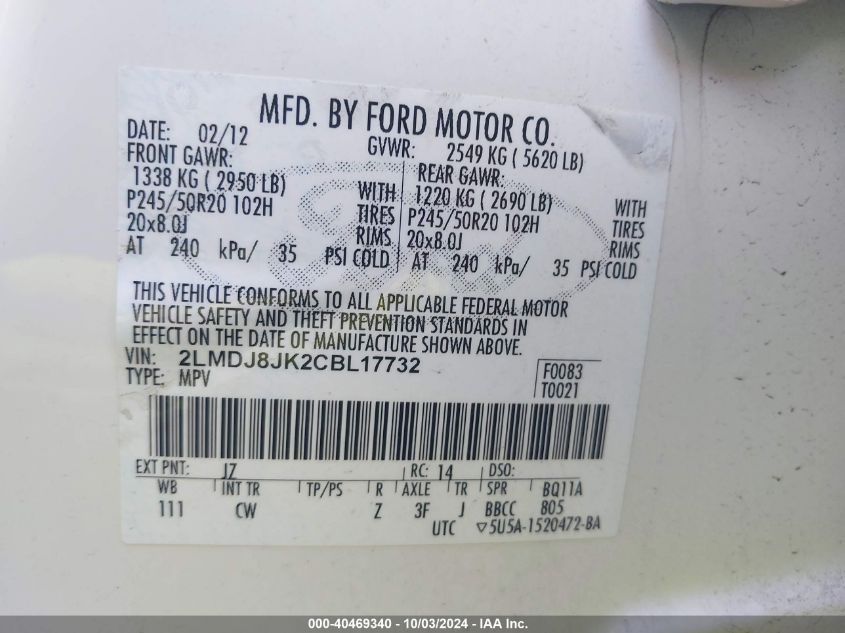 MFD. BY FORD MOTOR CO.
DATE: 02/12 GVWR: 2549 KG ( 5620 LB)
FRONT GAWR: REAR GAWR:
1338 KG ( 2950 LB) WITH 1220 KG ( 2690 LB) WITH
P245/50R20 102H TIRES P245/50R20 102H TIRES
20x8.0J RIMS 20x8.0J RIMS
AT 240 kPa/ 35 PSI COLD AT 240 kPa/ 35 PSI COLD
THIS VEHICLE CONFORMS TO ALL APPLICABLE FEDERAL MOTOR
VEHICLE SAFETY AND THEFT PREVENTION STANDARDS IN
EFFECT ON THE DATE OF MANUFACTURE SHOWN ABOVE.
VIN: 2LMDJ8JK2CBL17732 F0083
TYPE: MPV T0021
EXT PNT: JZ RC: 14 DSO:
WB INT TR TP/PS R AXLE TR SPR BQ11A
111 CW Z 3F J BBCC 805
UTC ▽5U5A-1520472-BA
000-40469340 - 10/03/2024 - IAA Inc.